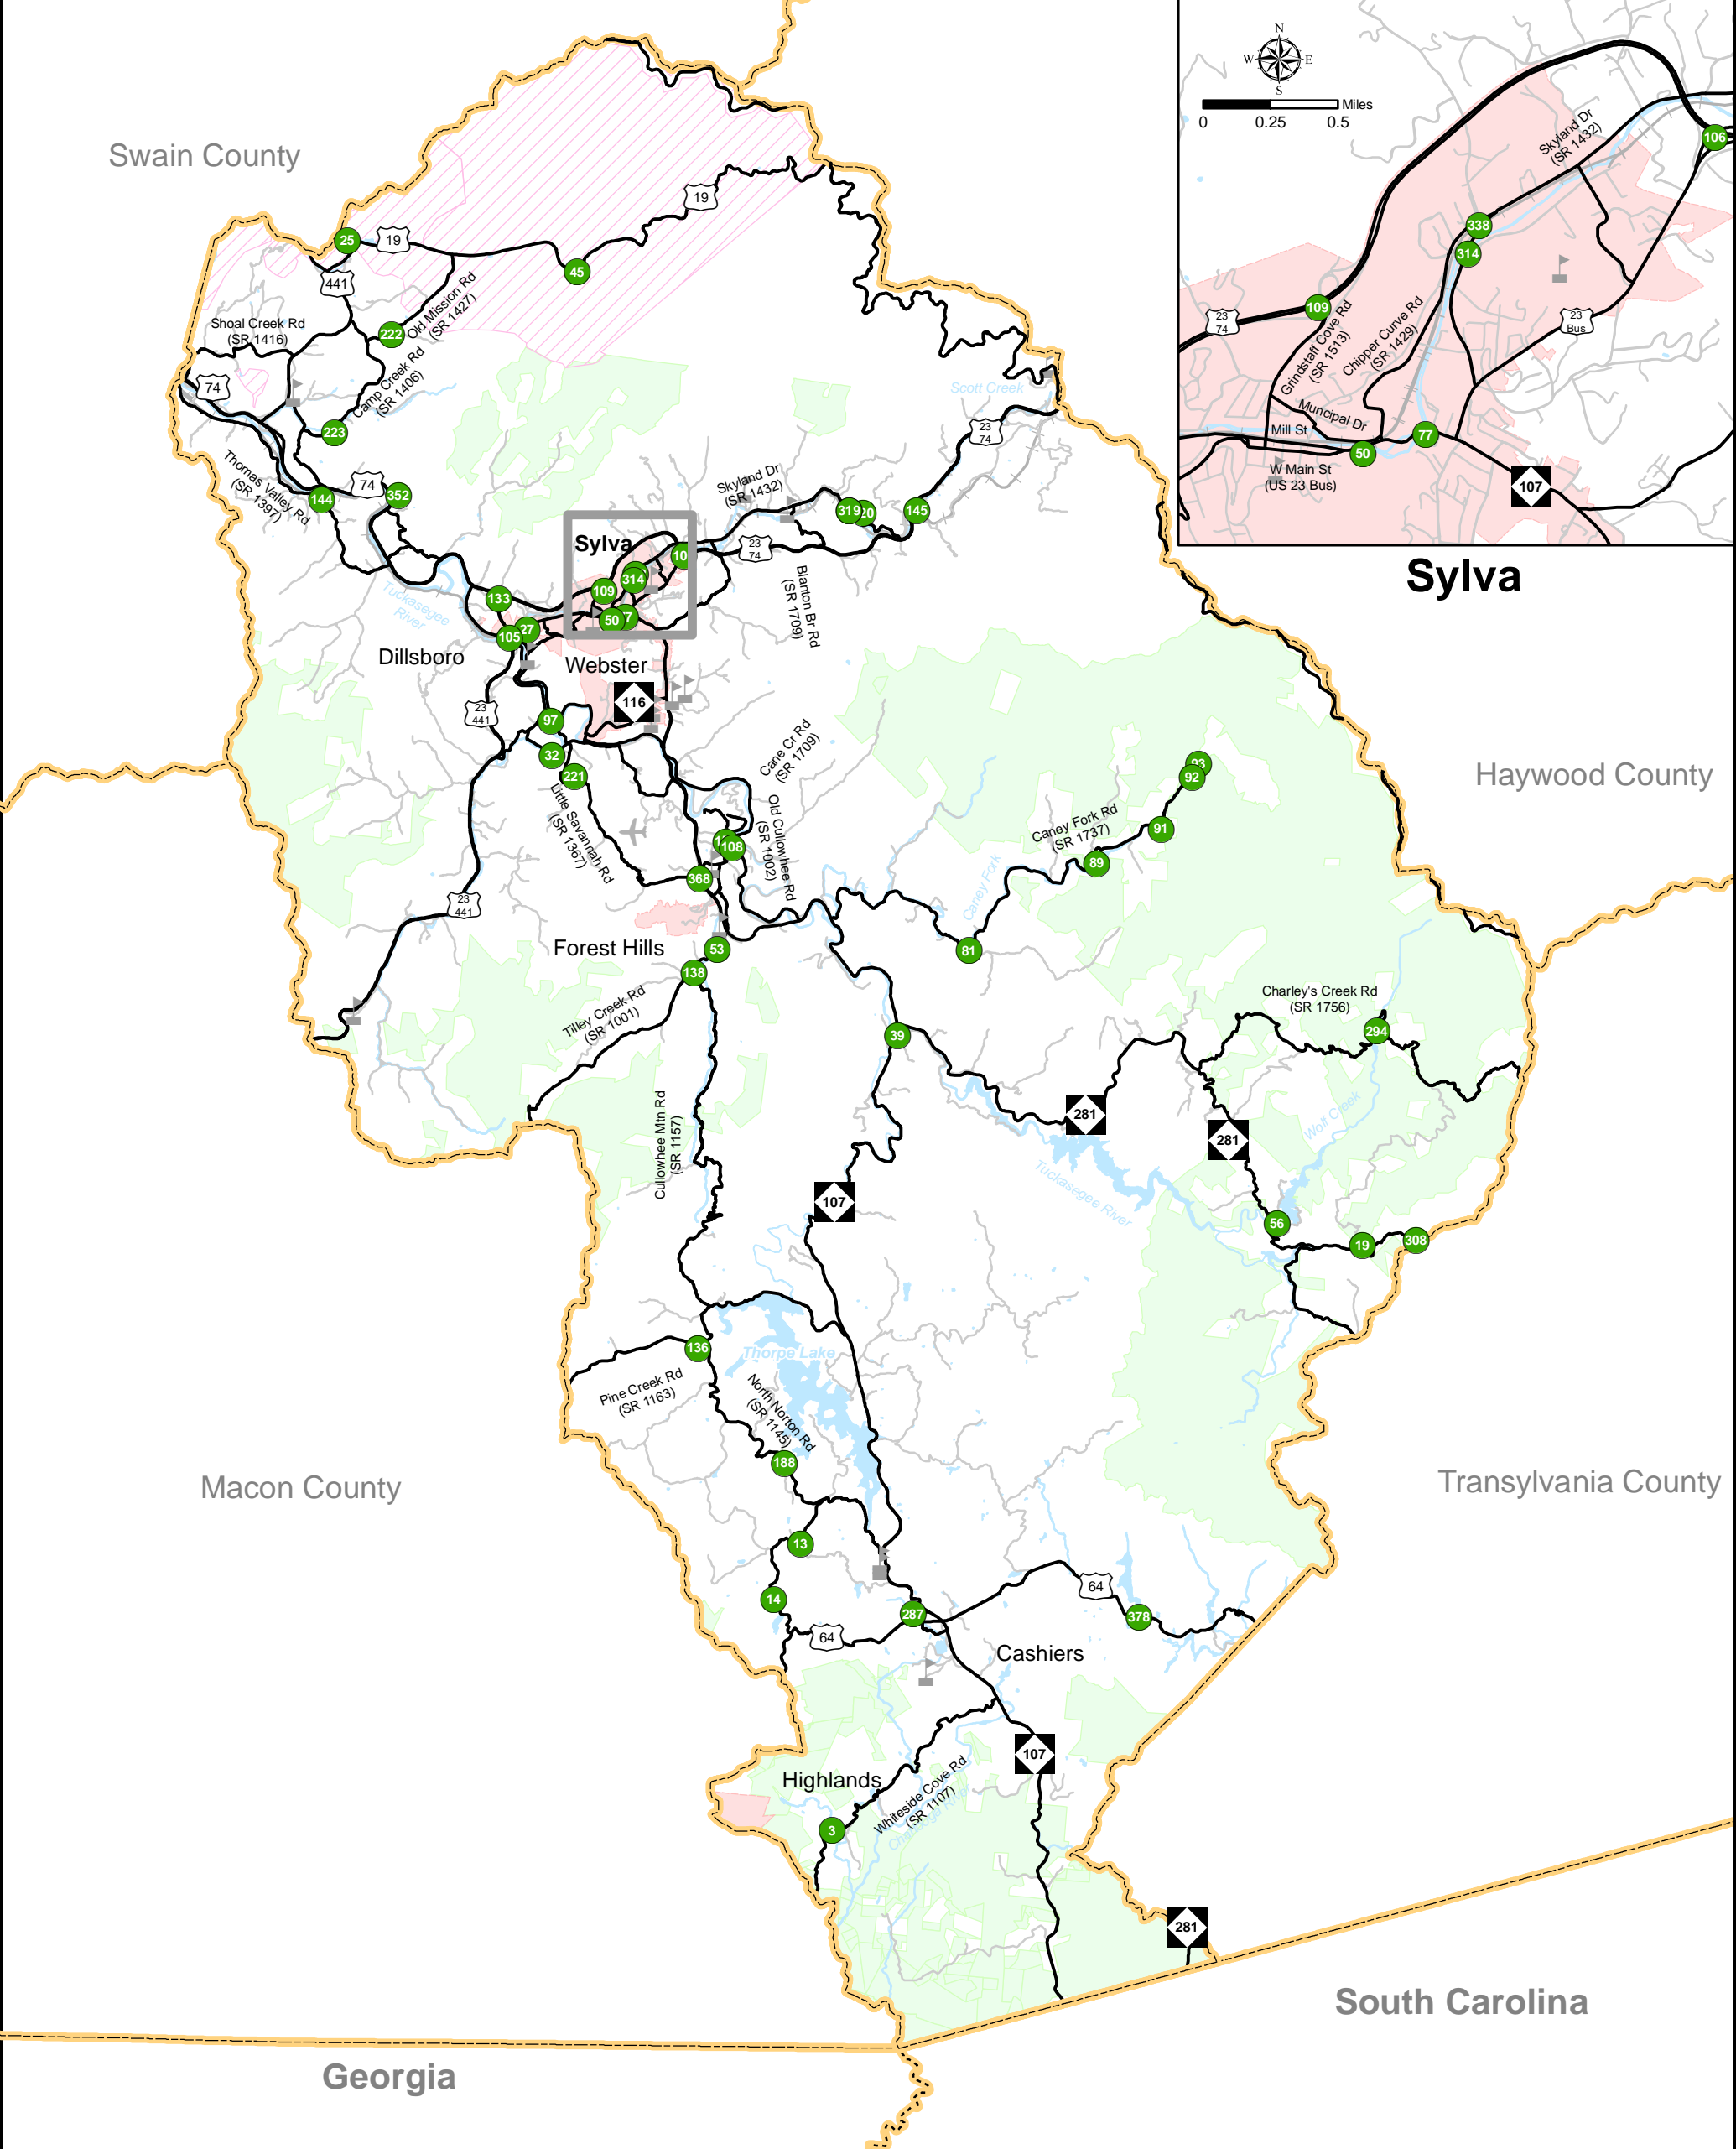 N
W
E
S
Miles
0
0.25
0.5
Skyland Dr
(SR 1432)
106
338
314
109
23
74
Grindstaff Cove Rd
(SR 1513)
Chipper Curve Rd
(SR 1429)
23
Bus
Muncipal Dr
Mill St
77
50
W Main St
(US 23 Bus)
107
Sylva
Swain County
19
25
19
441
45
Old Mission Rd
(SR 1427)
222
Shoal Creek Rd
(SR 1416)
Camp Creek Rd
(SR 1406)
74
223
Scott Creek
23
74
Thomas Valley Rd
(SR 1397)
74
352
144
Skyland Dr
(SR 1432)
319
145
Sylva
23
74
314
109
Blanton Br Rd
(SR 1709)
Tuckasegee
River
133
50
27
105
Dillsboro
Webster
116
23
441
97
32
221
Cane Cr Rd
(SR 1709)
Haywood County
93
92
Little Savannah Rd
(SR 1367)
Old Cullowhee Rd
(SR 1002)
Caney Fork Rd
(SR 1737)
91
108
89
368
Caney Fork
23
441
Forest Hills
53
81
138
Tilley Creek Rd
(SR 1001)
Charley's Creek Rd
(SR 1756)
294
39
281
Wolf Creek
281
Cullowhee Mtn Rd
(SR 1157)
Tuckasegee River
107
56
19
308
136
Thorpe Lake
Pine Creek Rd
(SR 1163)
North Norton Rd
(SR 1145)
188
Macon County
Transylvania County
13
14
64
287
378
64
Cashiers
107
Highlands
Whiteside Cove Rd
(SR 1107)
3
281
South Carolina
Georgia